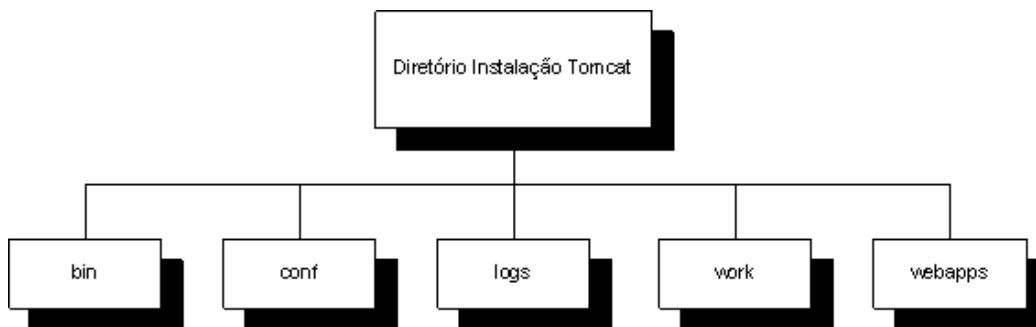 Diretório Instalação Tomcat
bin
conf
logs
work
webapps